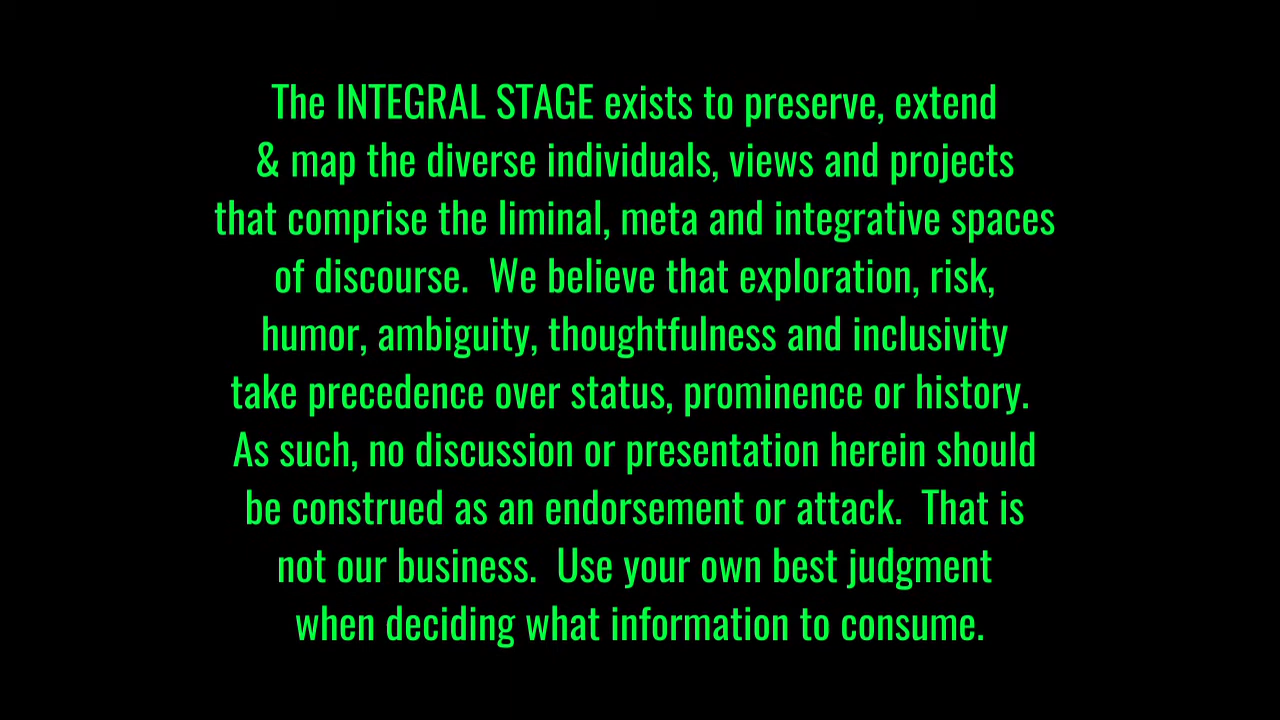 The INTEGRAL STAGE exists to preserve, extend
& map the diverse individuals, views and projects
that comprise the liminal, meta and integrative spaces
of discourse.  We believe that exploration, risk,
humor, ambiguity, thoughtfulness and inclusivity
take precedence over status, prominence or history.
As such, no discussion or presentation herein should
be construed as an endorsement or attack.  That is
not our business.  Use your own best judgment
when deciding what information to consume.